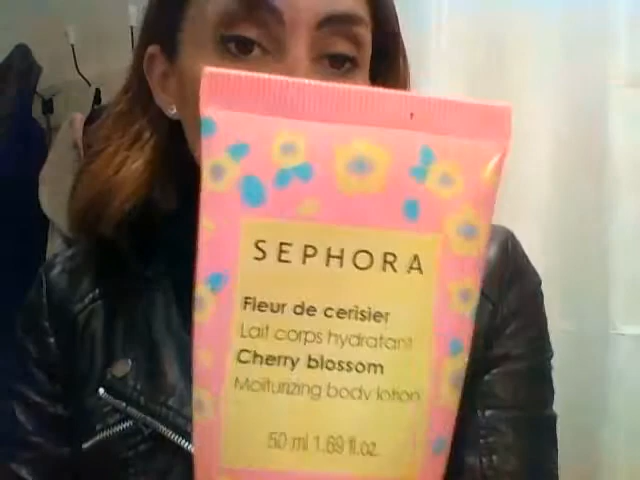 SEPHORA
Fleur de cerisier
Lait corps hydratant
Cherry blossom
Moisturizing body lotion
50 ml 1.69 fl.oz.